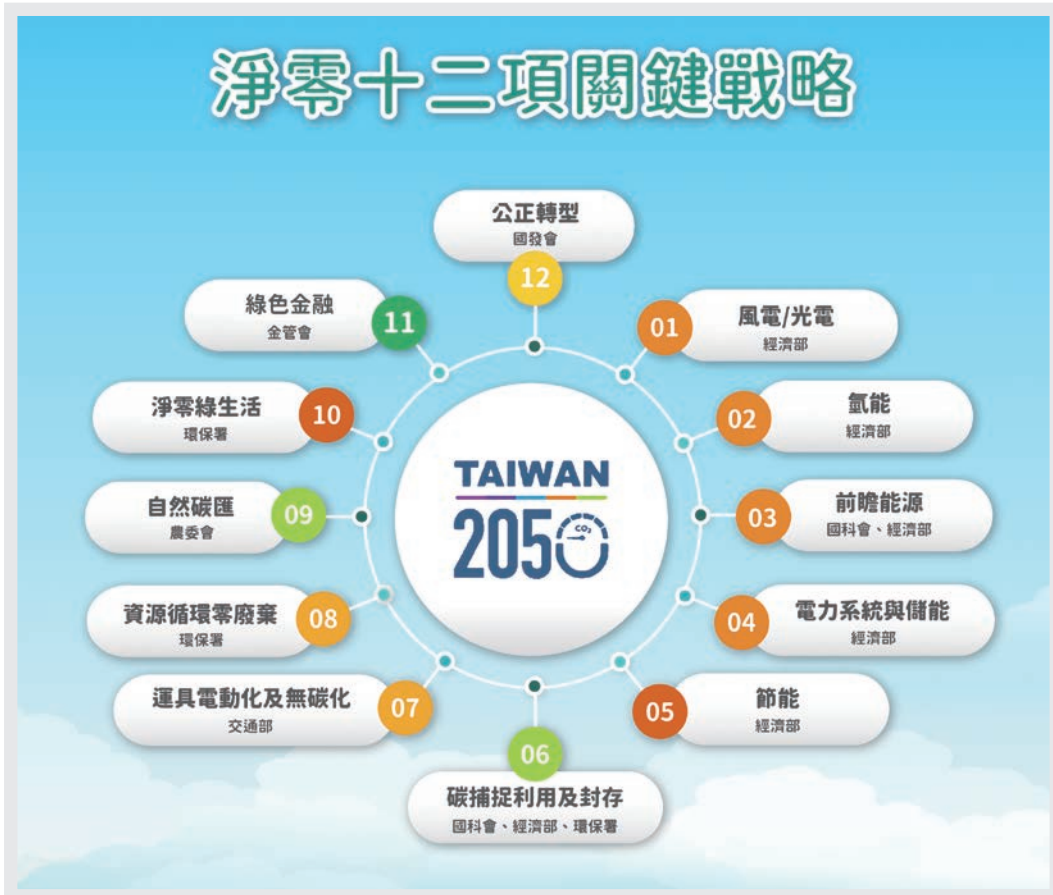 淨零十二項關鍵戰略
公正轉型
國發會
12
01
風電/光電
經濟部
02
氫能
經濟部
03
前瞻能源
國科會、經濟部
04
電力系統與儲能
經濟部
05
節能
經濟部
06
碳捕捉利用及封存
國科會、經濟部、環保署
07
運具電動化及無碳化
交通部
08
資源循環零廢棄
環保署
09
自然碳匯
農委會
10
淨零綠生活
環保署
11
綠色金融
金管會
TAIWAN
2050
CO₂